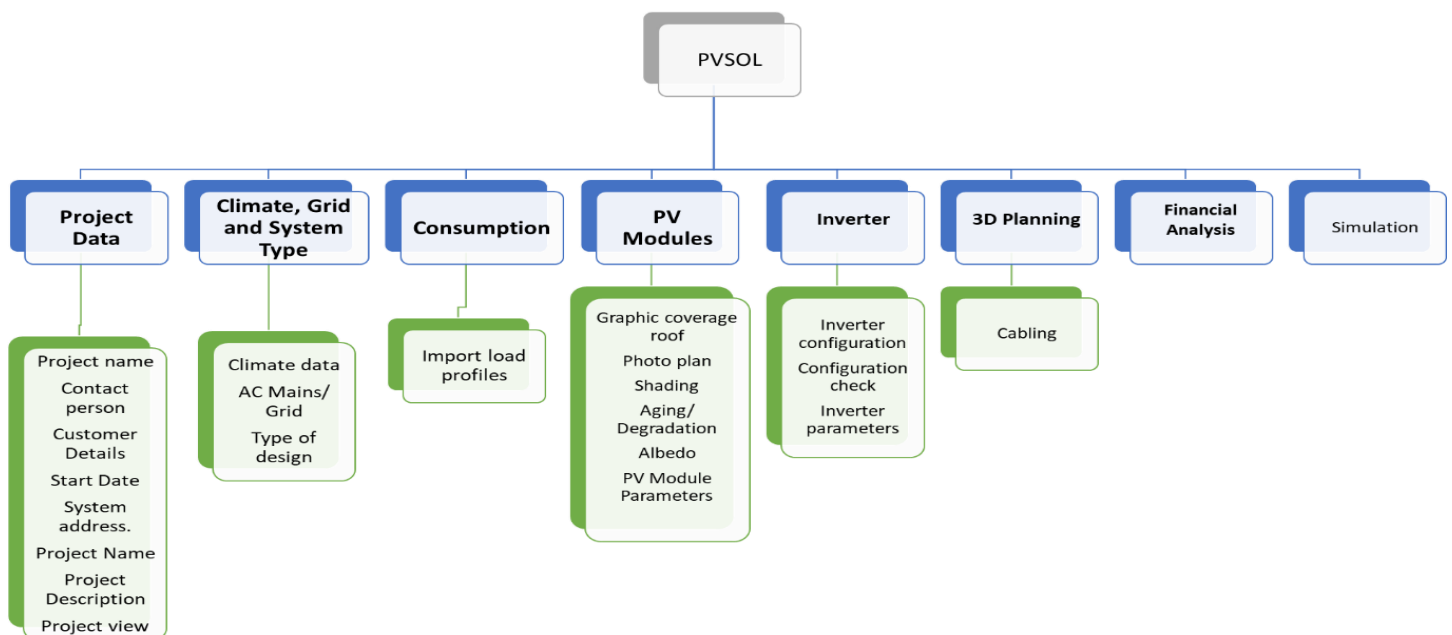 PVSOL
Project
Data
Climate, Grid
and System
Type
Consumption
PV
Modules
Inverter
3D Planning
Financial
Analysis
Simulation
Project name
Contact
person
Customer
Details
Start Date
System
address.
Project Name
Project
Description
Project view
Climate data
AC Mains/
Grid
Type of
design
Import load
profiles
Graphic coverage
roof
Photo plan
Shading
Aging/
Degradation
Albedo
PV Module
Parameters
Inverter
configuration
Configuration
check
Inverter
parameters
Cabling